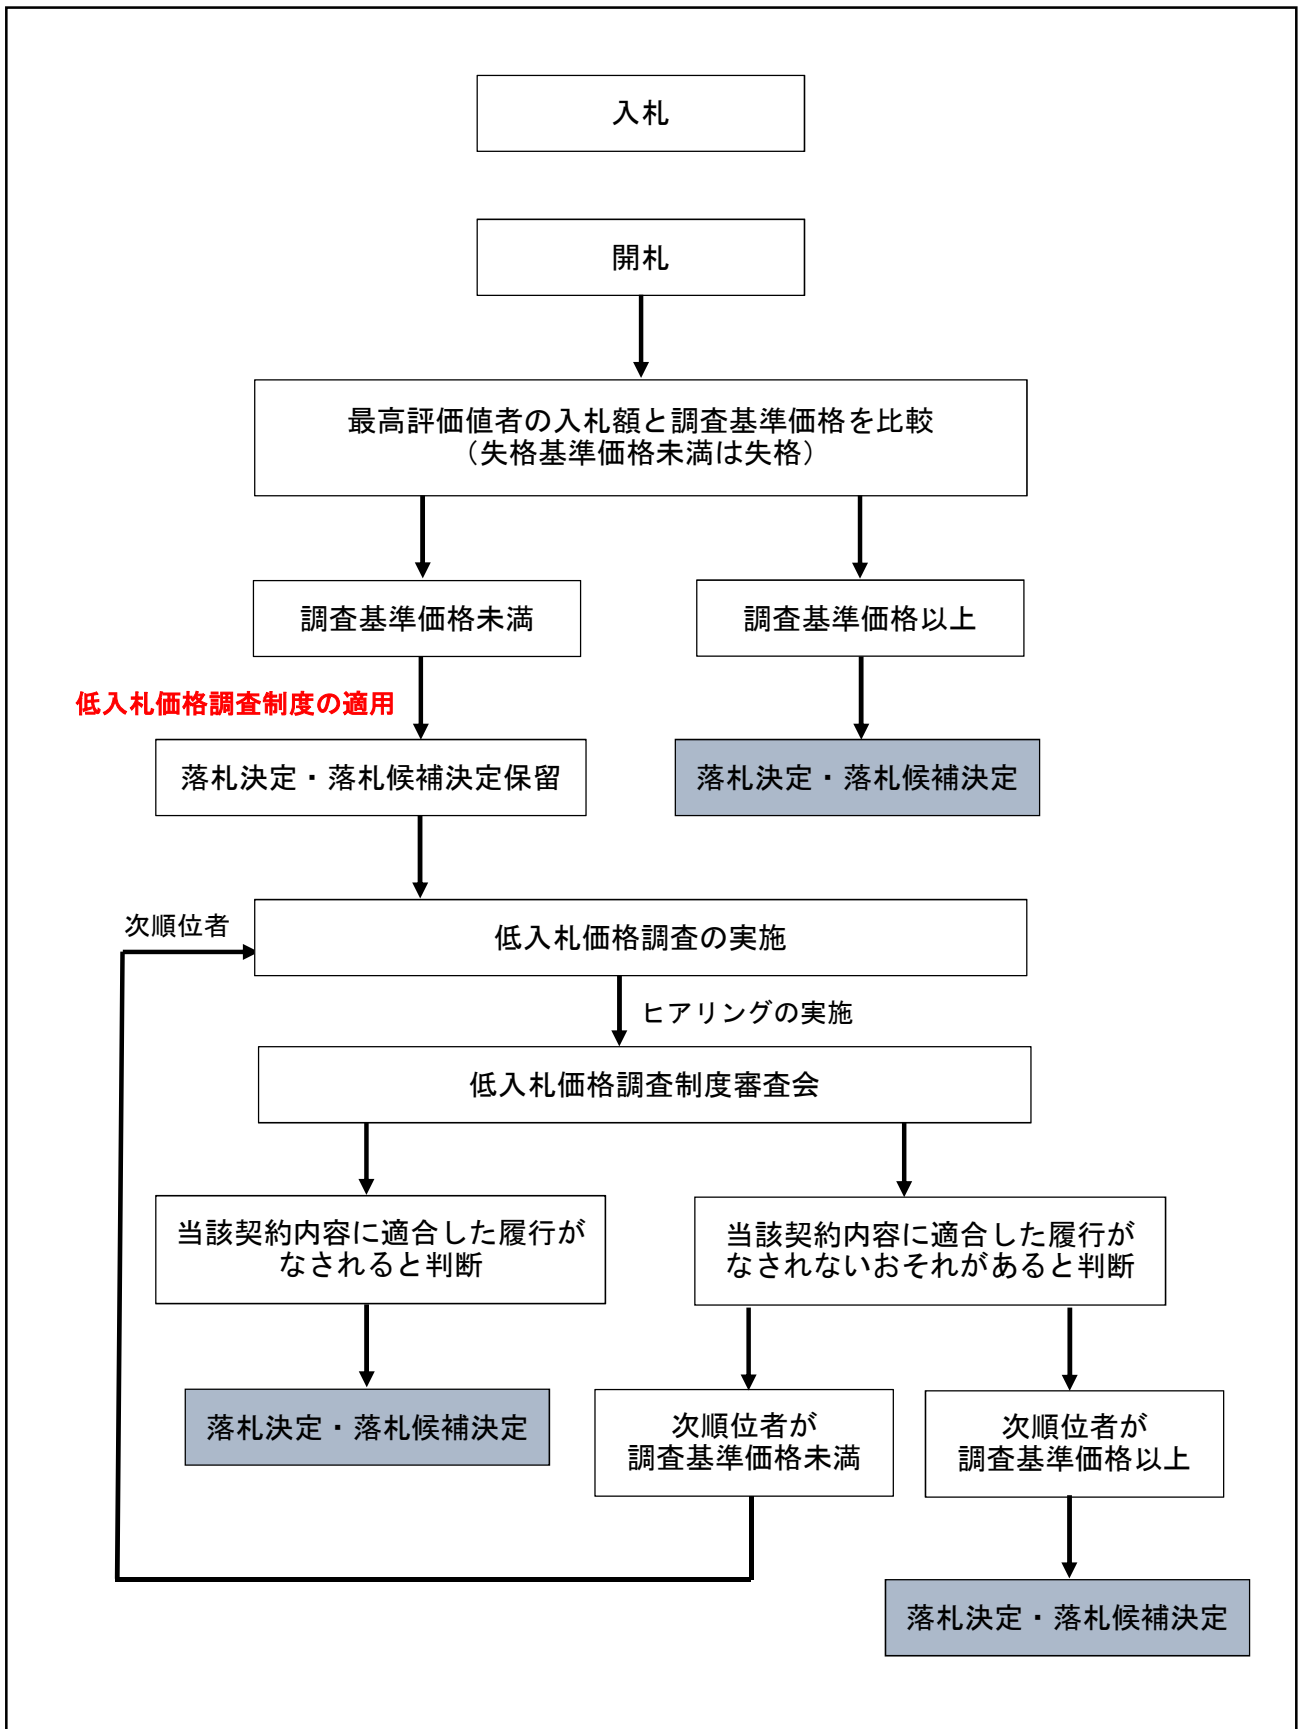 入札
開札
最高評価値者の入札額と調査基準価格を比較
（失格基準価格未満は失格）
調査基準価格未満
調査基準価格以上
低入札価格調査制度の適用
落札決定・落札候補決定保留
落札決定・落札候補決定
次順位者
低入札価格調査の実施
ヒアリングの実施
低入札価格調査制度審査会
当該契約内容に適合した履行が
なされると判断
当該契約内容に適合した履行が
なされないおそれがあると判断
落札決定・落札候補決定
次順位者が
調査基準価格未満
次順位者が
調査基準価格以上
落札決定・落札候補決定